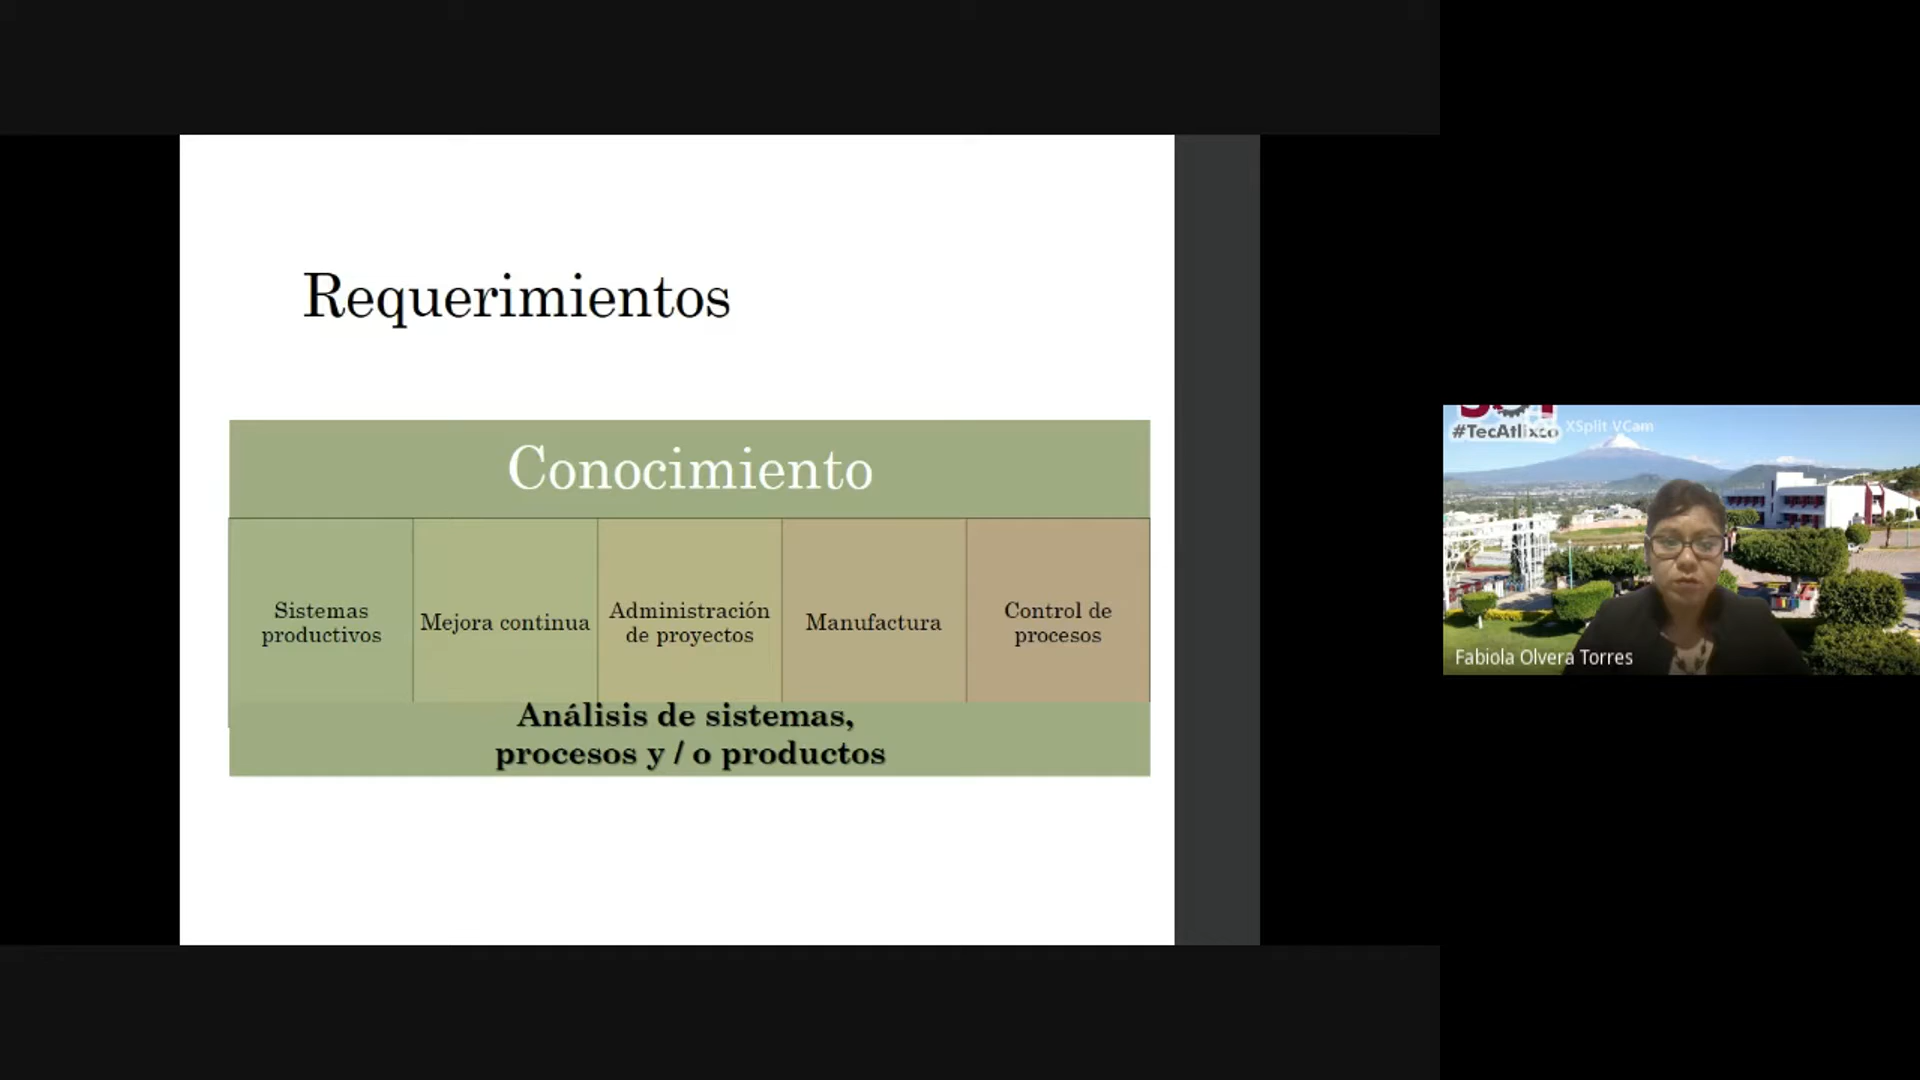 Requerimientos
Conocimiento
Sistemas
productivos
Mejora continua
Administración
de proyectos
Manufactura
Control de
procesos
Análisis de sistemas,
procesos y / o productos
#TecAtlixco
XSplit VCam
Fabiola Olvera Torres